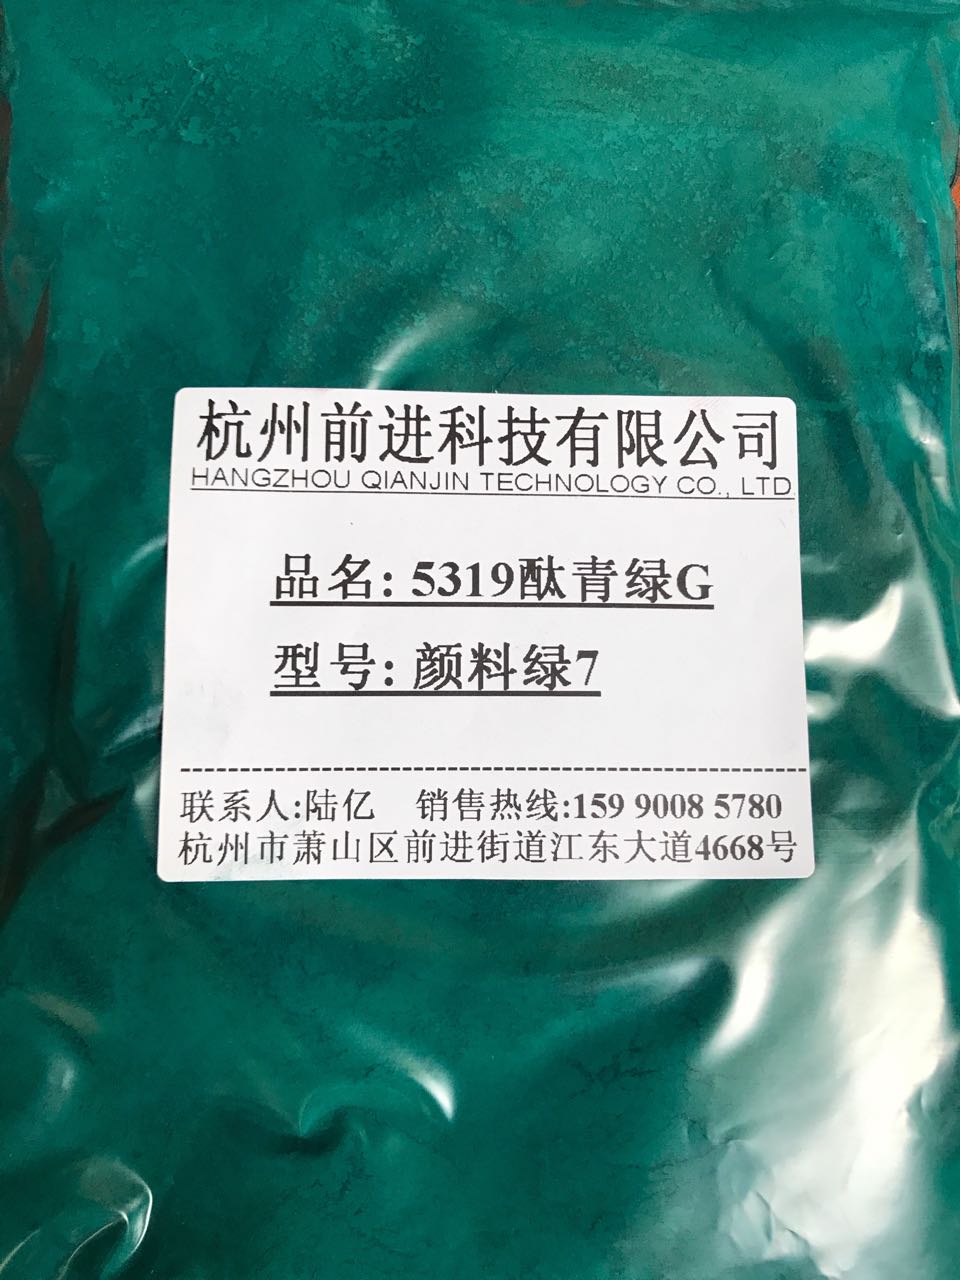 杭州前进科技有限公司
HANGZHOU QIANJIN TECHNOLOGY CO., LTD.
品名: 5319酞青绿G
型号: 颜料绿7
联系人:陆亿 销售热线:159 9008 5780
杭州市萧山区前进街道江东大道4668号